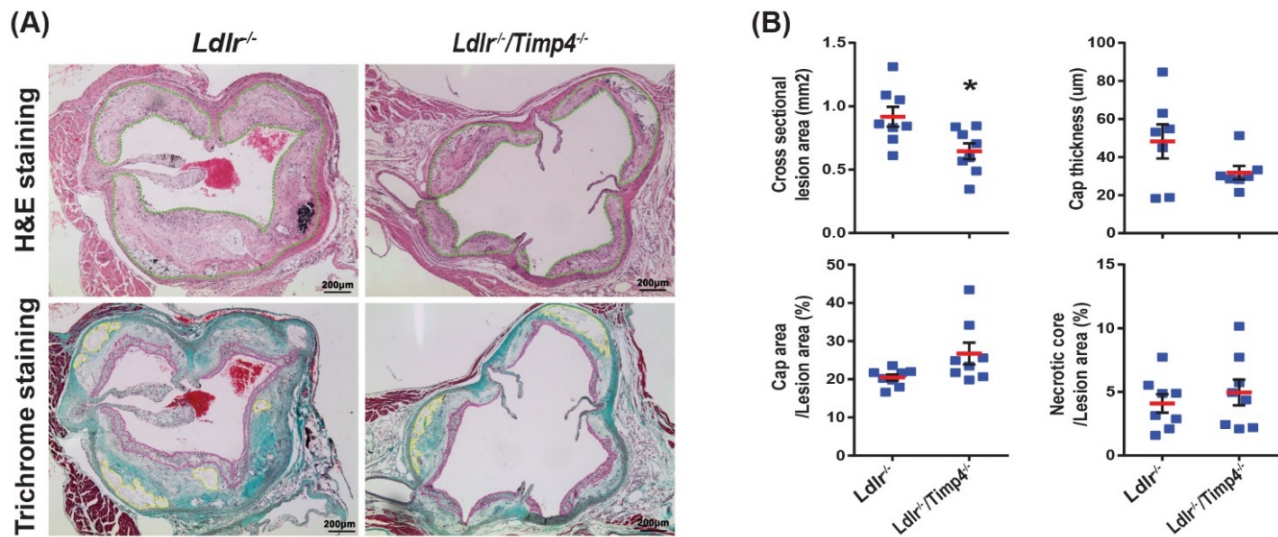 (A)
Ldlr-/-
Ldlr-/-/Timp4-/-
H&E staining
200μm
200μm
Trichrome staining
200μm
200μm
(B)
Cross sectional
lesion area (mm2)
1.5
1.0
0.5
0.0
*
Cap thickness (um)
100
80
60
40
20
0
Cap area
/Lesion area (%)
50
40
30
20
10
0
Ldlr-/-
Ldlr-/-/Timp4-/-
Necrotic core
/Lesion area (%)
15
10
5
0
Ldlr-/-
Ldlr-/-/Timp4-/-